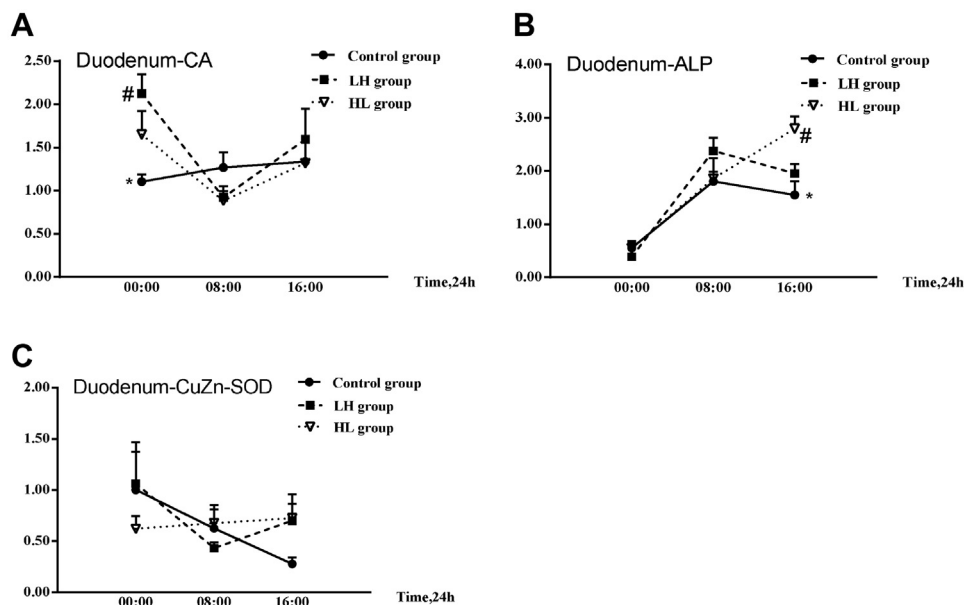 A
Duodenum-CA
Control group
LH group
HL group
2.50
2.00
1.50
1.00
0.50
0.00
#
*
00:00
08:00
16:00
Time,24h
B
Duodenum-ALP
Control group
LH group
HL group
4.00
3.00
2.00
1.00
0.00
#
*
00:00
08:00
16:00
Time,24h
C
Duodenum-CuZn-SOD
Control group
LH group
HL group
2.00
1.50
1.00
0.50
0.00
00:00
08:00
16:00
Time,24h